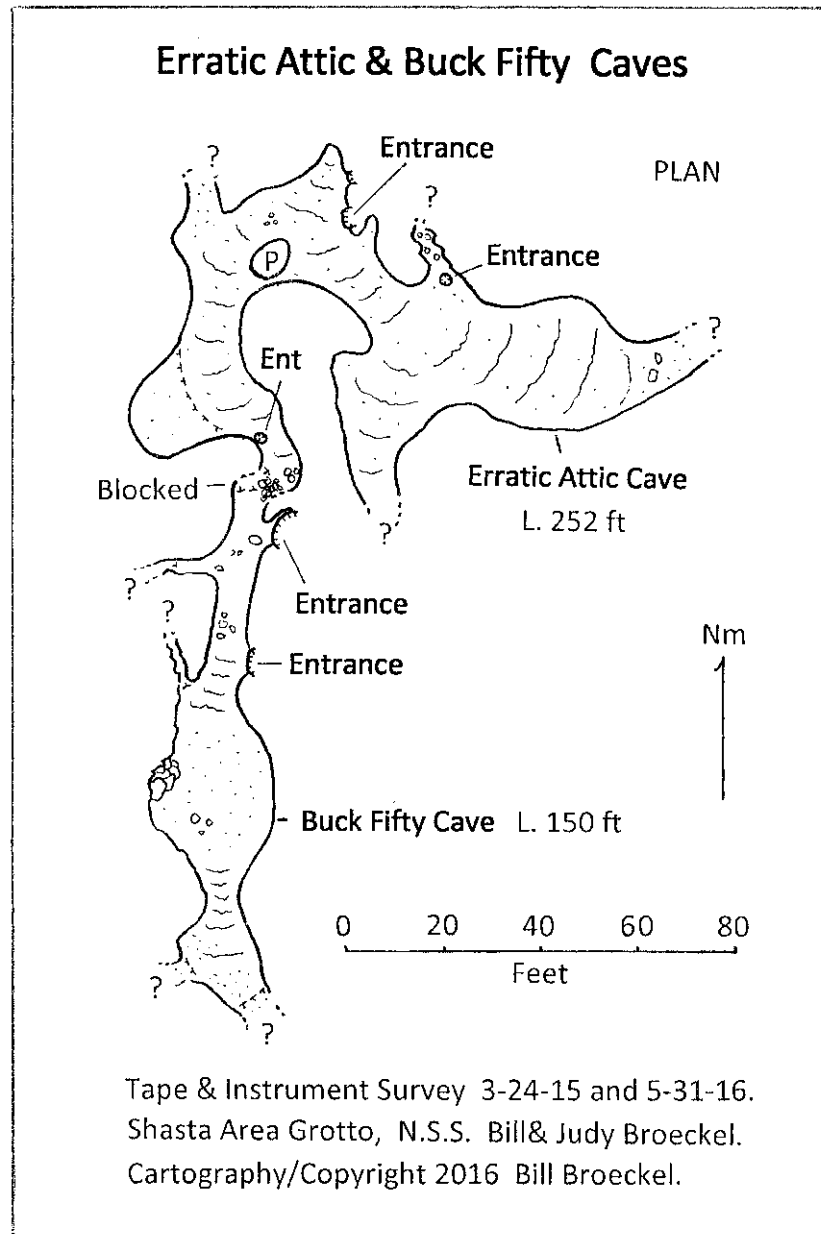 Erratic Attic & Buck Fifty Caves
?
Entrance
PLAN
?
P
Entrance
?
Ent
Blocked
Erratic Attic Cave
L. 252 ft
?
?
?
Entrance
Entrance
Nm
Buck Fifty Cave L. 150 ft
0 20 40 60 80
Feet
?
?
Tape & Instrument Survey 3-24-15 and 5-31-16.
Shasta Area Grotto, N.S.S. Bill& Judy Broeckel.
Cartography/Copyright 2016 Bill Broeckel.